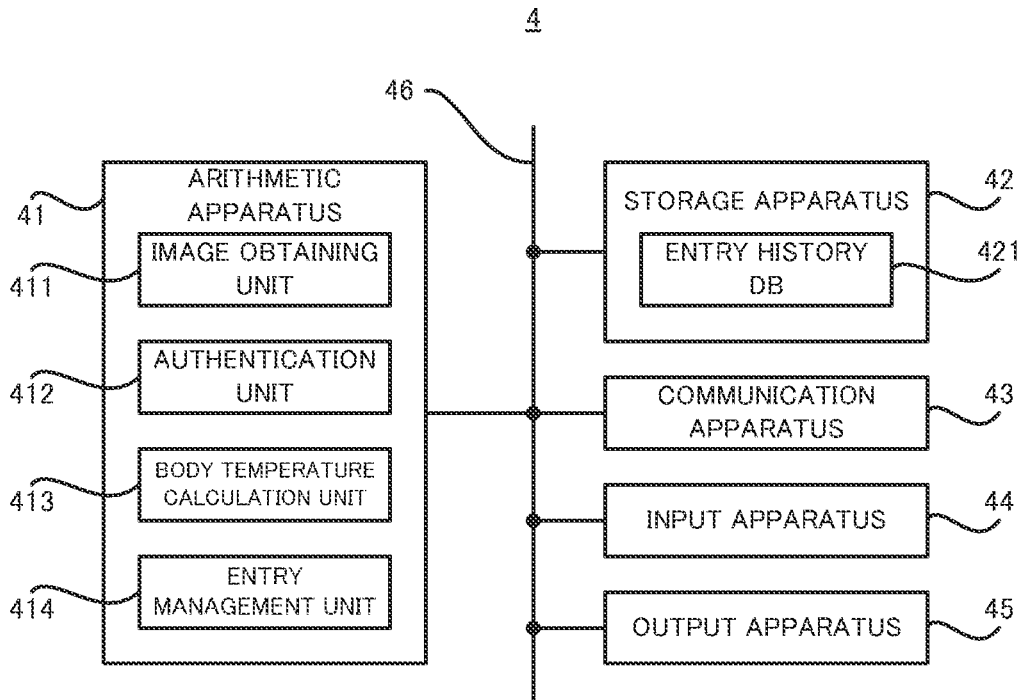 4
46
ARITHMETIC
APPARATUS
41
IMAGE OBTAINING
UNIT
411
AUTHENTICATION
UNIT
412
BODY TEMPERATURE
CALCULATION UNIT
413
ENTRY
MANAGEMENT UNIT
414
STORAGE APPARATUS
42
ENTRY HISTORY
DB
421
COMMUNICATION
APPARATUS
43
INPUT APPARATUS
44
OUTPUT APPARATUS
45